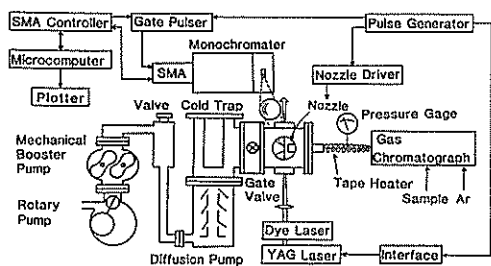 SMA Controller
Gate Pulser
Pulse Generator
Monochromater
Microcomputer
SMA
Nozzle Driver
Plotter
Valve
Cold Trap
Nozzle
Pressure Gage
Mechanical
Booster
Pump
Gas
Chromatograph
Gate
Valve
Tape Heater
Sample Ar
Rotary
Pump
Dye Laser
Diffusion Pump
YAG Laser
Interface